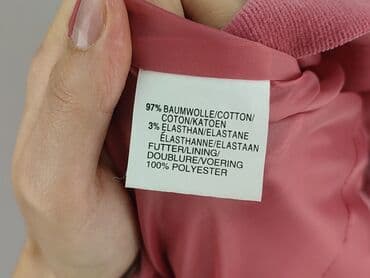 97% BAUMWOLLE/COTTON/
COTON/KATOEN
3% ELASTHAN/ELASTANE
ÉLASTHANNE/ELASTAAN
FUTTER/LINING/
DOUBLURE/VOERING
100% POLYESTER